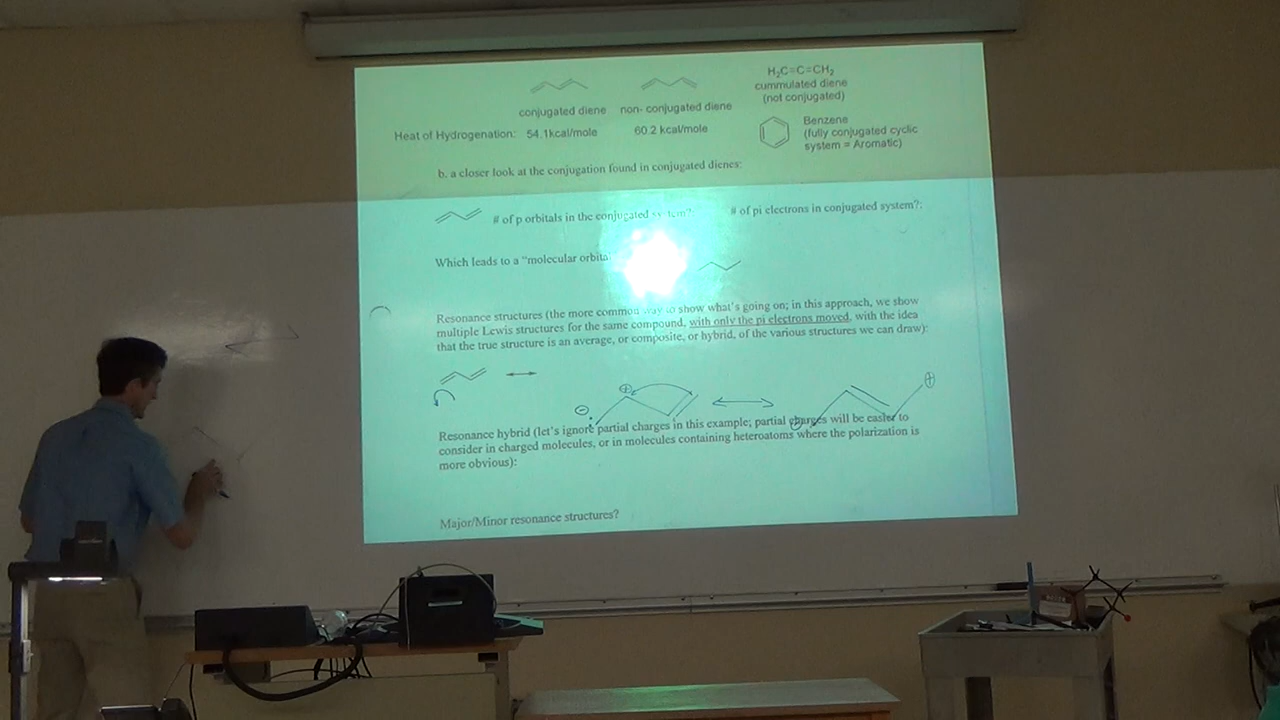 H₂C=C=CH₂
cummulated diene
(not conjugated)
conjugated diene non- conjugated diene
Heat of Hydrogenation: 54.1kcal/mole 60.2 kcal/mole
Benzene
(fully conjugated cyclic
system = Aromatic)
b. a closer look at the conjugation found in conjugated dienes:
# of p orbitals in the conjugated system?: # of pi electrons in conjugated system?:
Which leads to a "molecular orbita
Resonance structures (the more common way to show what's going on; in this approach, we show
multiple Lewis structures for the same compound, with only the pi electrons moved, with the idea
that the true structure is an average, or composite, or hybrid, of the various structures we can draw):
Resonance hybrid (let's ignore partial charges in this example; partial charges will be easier to
consider in charged molecules, or in molecules containing heteroatoms where the polarization is
more obvious):
Major/Minor resonance structures?